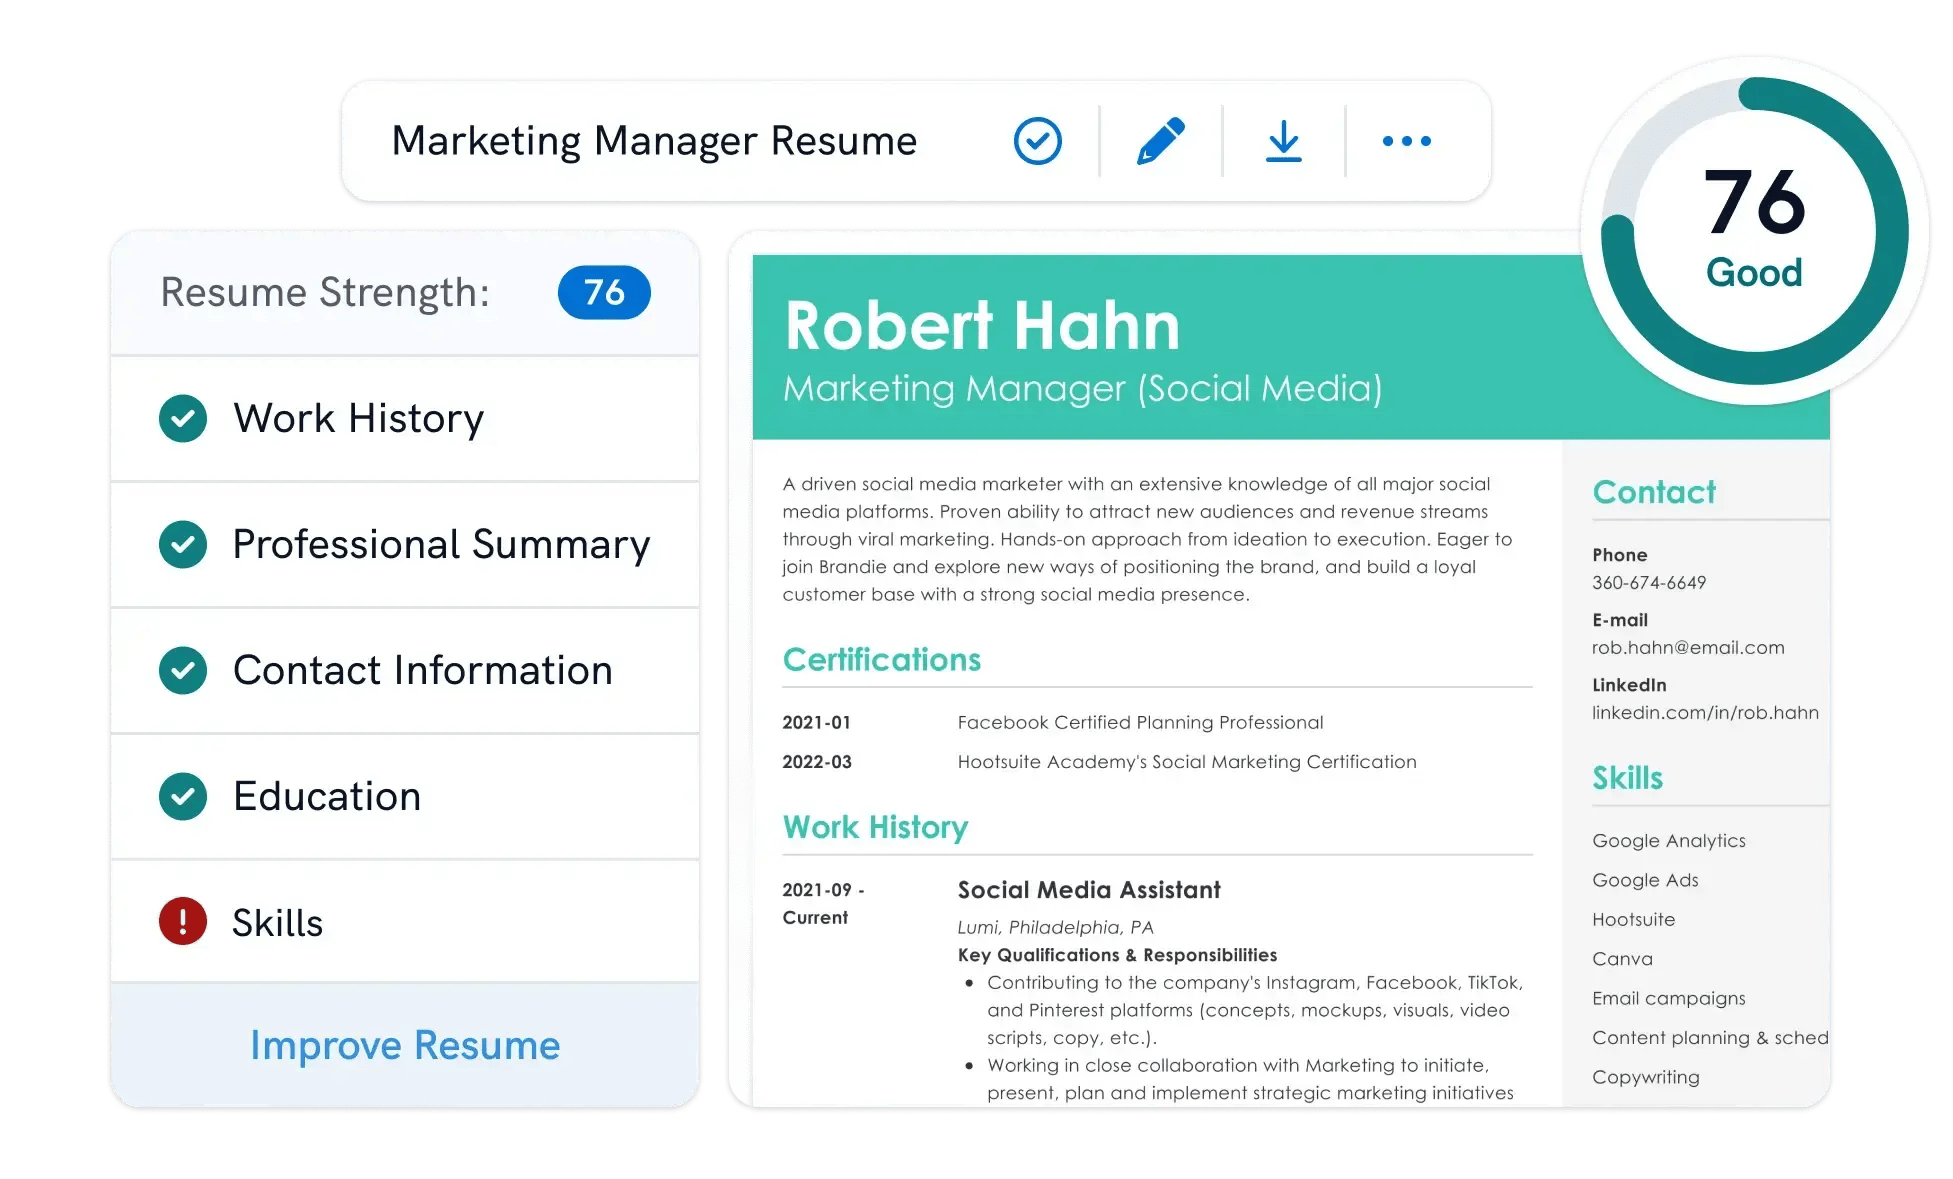 Marketing Manager Resume
76
Good
Resume Strength:
76
Work History
Professional Summary
Contact Information
Education
Skills
Improve Resume
Robert Hahn
Marketing Manager (Social Media)
A driven social media marketer with an extensive knowledge of all major social
media platforms. Proven ability to attract new audiences and revenue streams
through viral marketing. Hands-on approach from ideation to execution. Eager to
join Brandie and explore new ways of positioning the brand, and build a loyal
customer base with a strong social media presence.
Certifications
2021-01 Facebook Certified Planning Professional
2022-03 Hootsuite Academy's Social Marketing Certification
Work History
2021-09 -
Current
Social Media Assistant
Lumi, Philadelphia, PA
Key Qualifications & Responsibilities
• Contributing to the company's Instagram, Facebook, TikTok,
and Pinterest platforms (concepts, mockups, visuals, video
scripts, copy, etc.).
• Working in close collaboration with Marketing to initiate,
present, plan and implement strategic marketing initiatives
Contact
Phone
360-674-6649
E-mail
rob.hahn@email.com
LinkedIn
linkedin.com/in/rob.hahn
Skills
Google Analytics
Google Ads
Hootsuite
Canva
Email campaigns
Content planning & sched
Copywriting